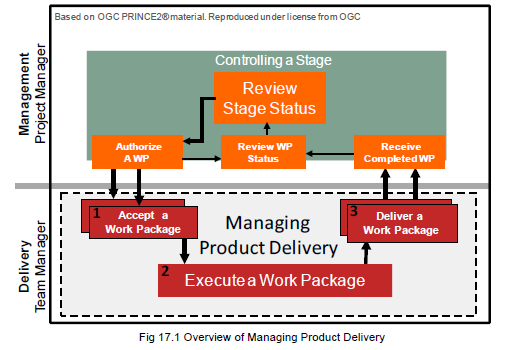 Based on OGC PRINCE2® material. Reproduced under license from OGC
Management
Project Manager
Controlling a Stage
Review
Stage Status
Authorize
A WP
Review WP
Status
Receive
Completed WP
Delivery
Team Manager
1
Accept a
Work Package
Managing
Product Delivery
3
Deliver a
Work Package
2
Execute a Work Package
Fig 17.1 Overview of Managing Product Delivery